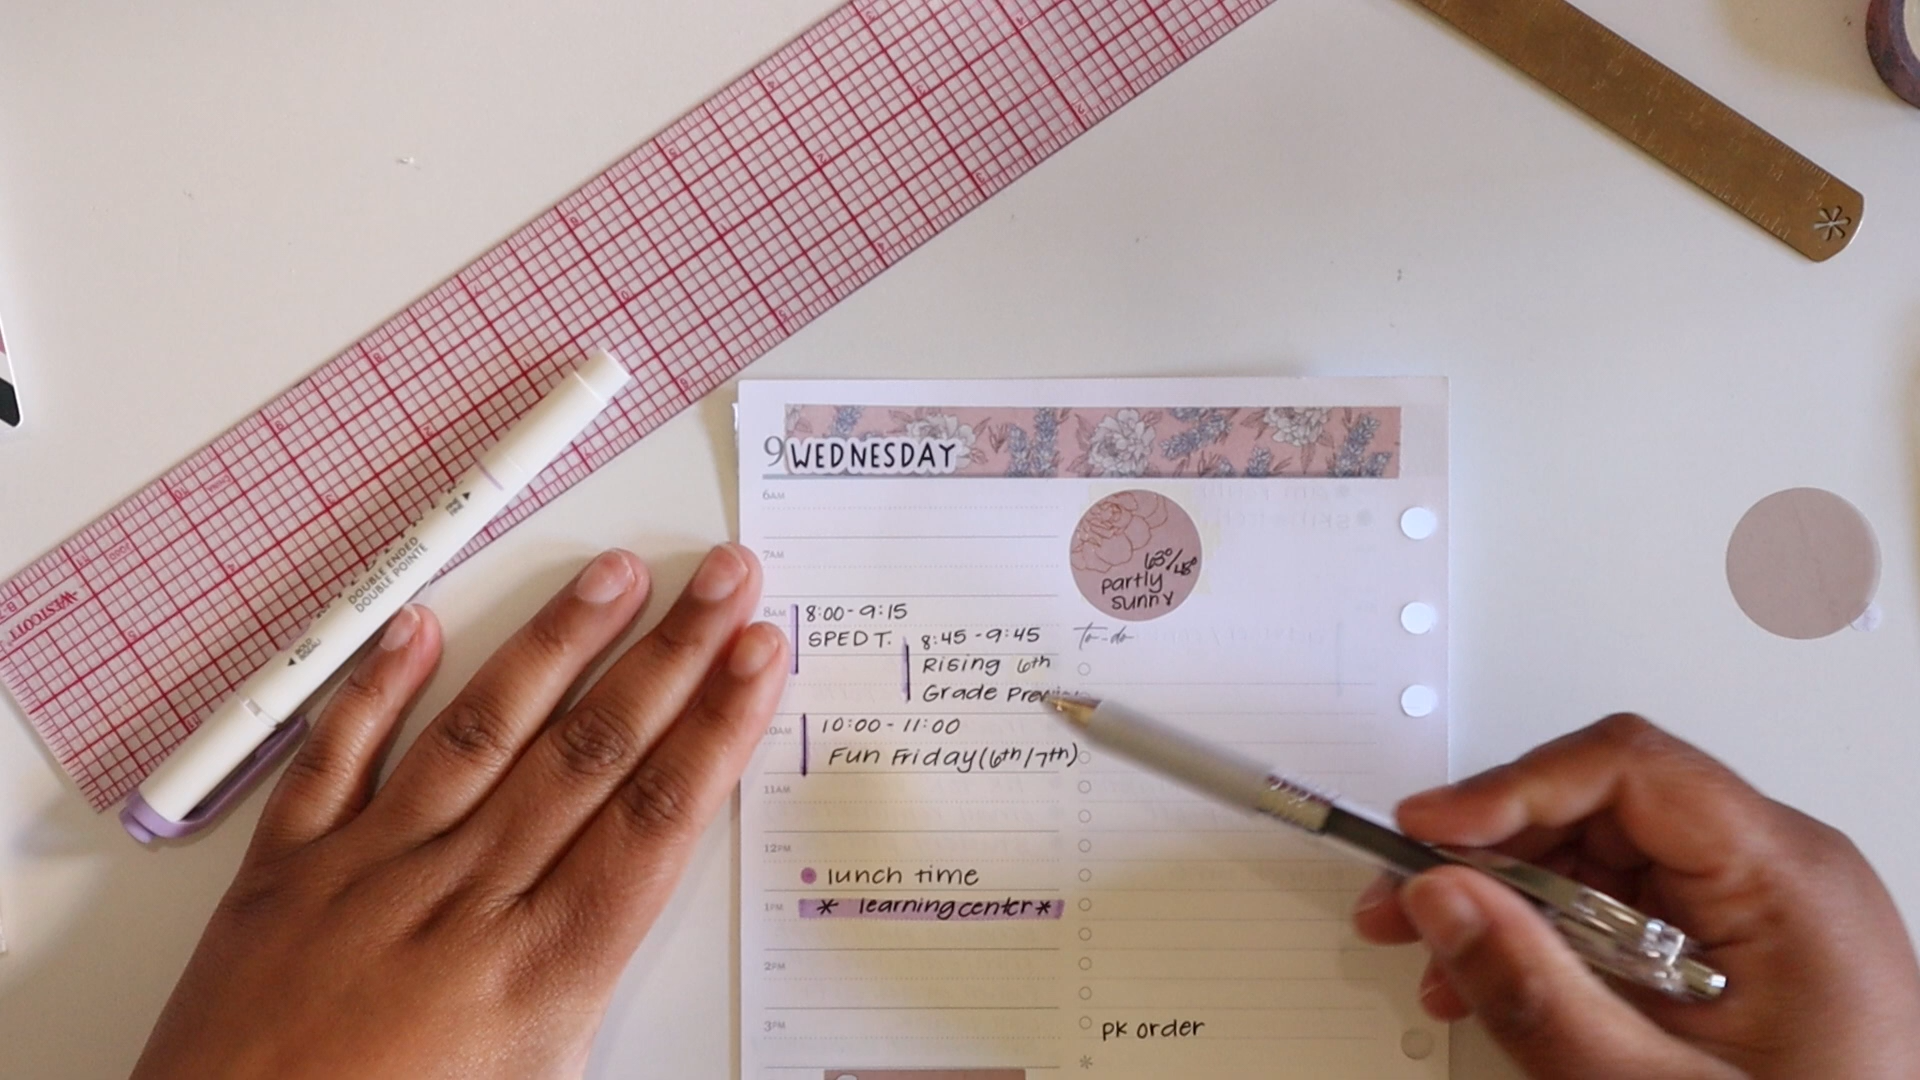 9 WEDNESDAY
6AM
7AM
63°/48°
partly
sunny
8AM
8:00-9:15
SPED T.
8:45-9:45
Rising 6th
Grade
to-do
10AM
10:00-11:00
Fun Friday (6th/7th)
11AM
12PM
lunch time
1PM
* learning center *
2PM
3PM
pk order
*
WESTCOTT
DOUBLE ENDED
DOUBLE POINTE